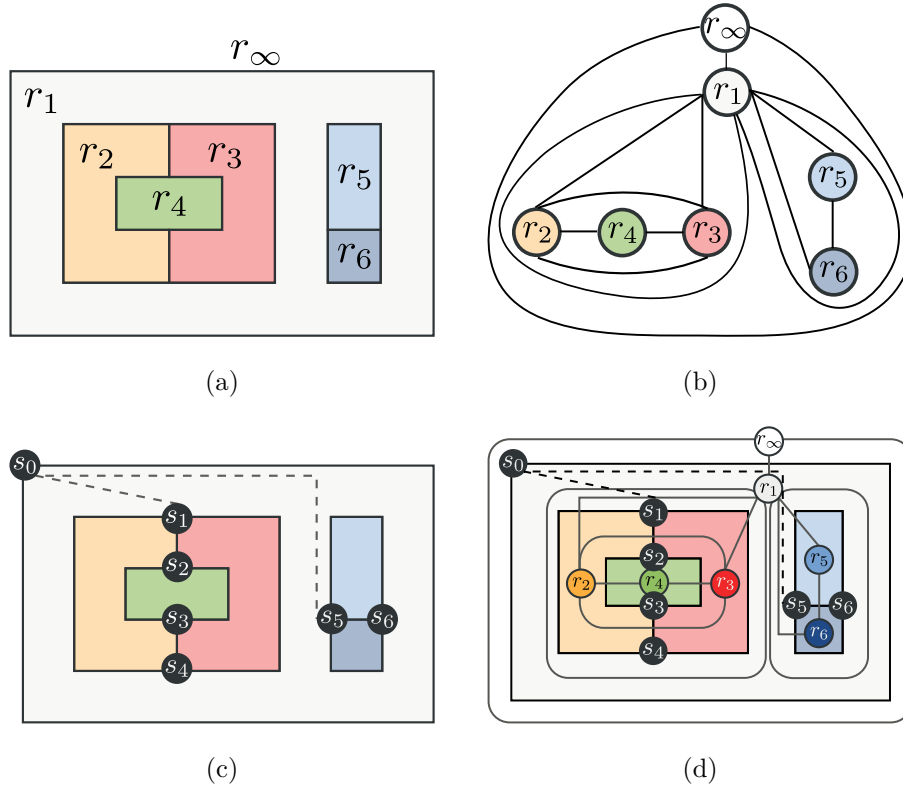 r∞
r1
r2 r3
r4
r5
r6
(a)
r∞
r1
r5
r2 r4 r3
r6
(b)
s0
s1
s2
s3
s5 s6
s4
(c)
r∞
s0
r1
s1
s2
r5
r2 r4 r3
s3
s5 s6
r6
s4
(d)